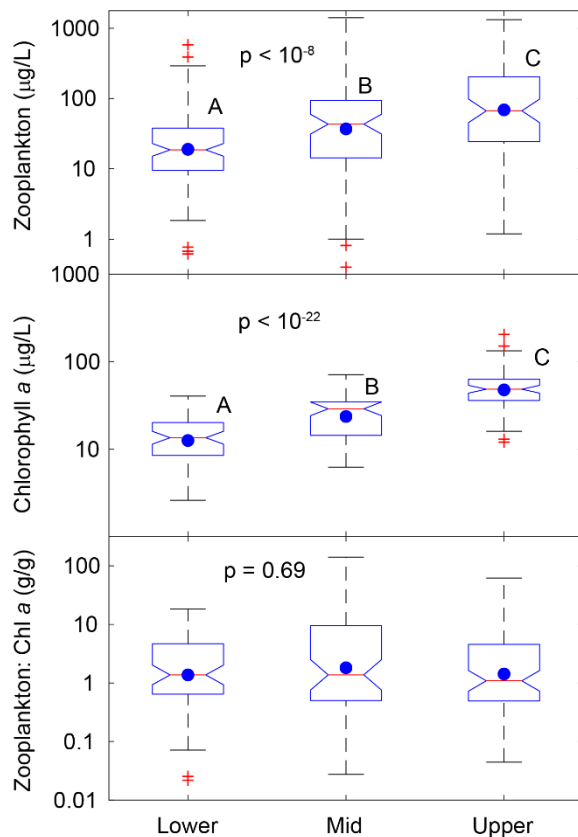 Zooplankton (µg/L)
1000
100
10
1
p < 10⁻⁸
A
B
C
Chlorophyll a (µg/L)
1000
100
10
p < 10⁻²²
A
B
C
Zooplankton: Chl a (g/g)
100
10
1
0.1
0.01
p = 0.69
Lower Mid Upper